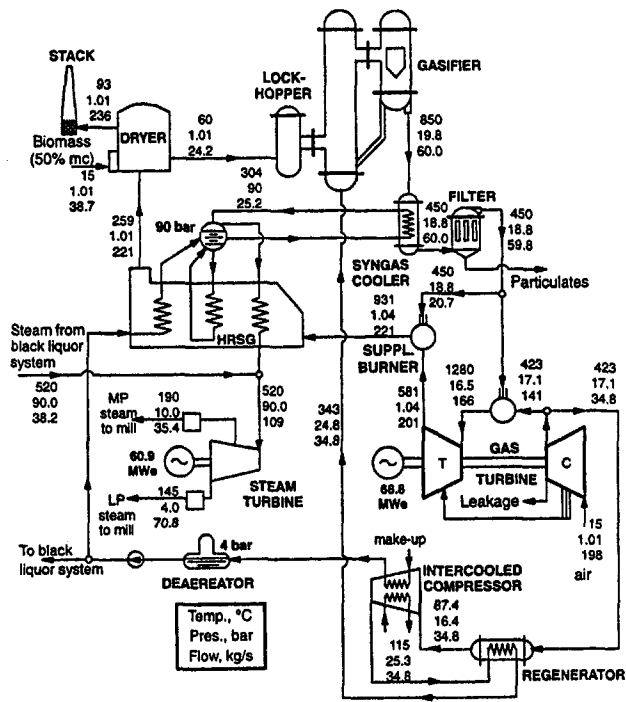 STACK
93
1.01
236
Biomass
(50% mc)
15
1.01
38.7
DRYER
60
1.01
24.2
LOCK-
HOPPER
GASIFIER
850
19.8
60.0
304
90
25.2
259
1.01
221
90 bar
450
18.8
60.0
FILTER
450
18.8
59.8
SYNGAS
COOLER
450
18.8
20.7
Particulates
931
1.04
221
HRSG
SUPPL.
BURNER
Steam from
black liquor
system
520
90.0
38.2
MP
steam
to mill
190
10.0
35.4
520
90.0
109
343
24.8
34.8
581
1.04
201
1280
16.5
166
423
17.1
141
423
17.1
34.8
60.9
MWe
STEAM
TURBINE
LP
steam
to mill
145
4.0
70.8
68.8
MWe
T
GAS
TURBINE
C
Leakage
15
1.01
198
air
To black
liquor system
4 bar
DEAEREATOR
make-up
INTERCOOLED
COMPRESSOR
87.4
16.4
34.8
115
25.3
34.8
REGENERATOR
Temp., °C
Pres., bar
Flow, kg/s